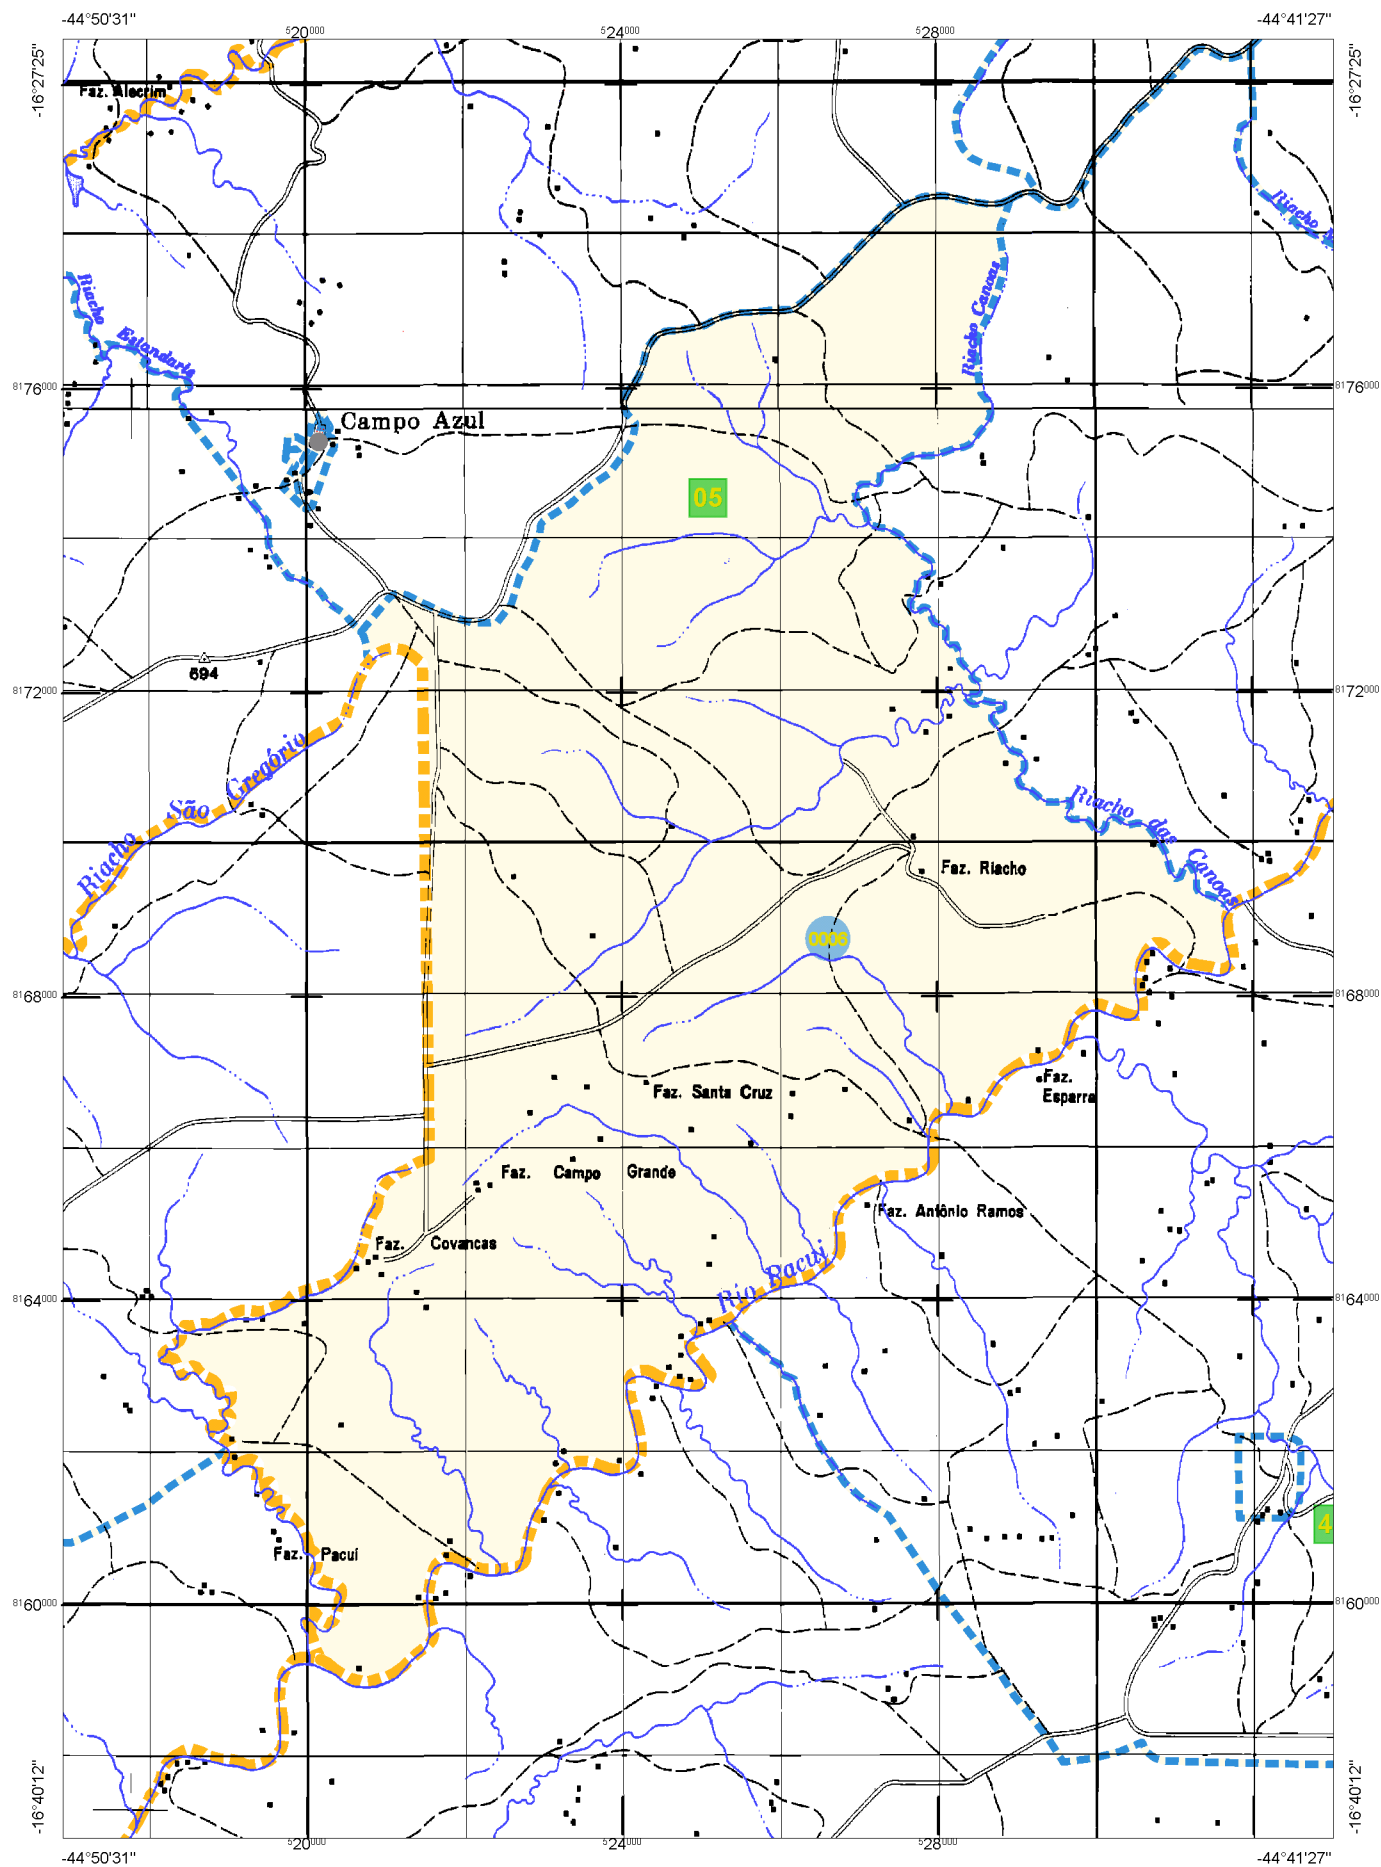 -44°50'31"
-44°41'27"
520000
524000
528000
-16°27'25"
-16°27'25"
Faz. Alecrim
Riacho
Riacho
Estandarte
Riacho Canoas
8176000
8176000
Campo Azul
05
694
8172000
8172000
Riacho São Gregório
Riacho das Canoas
Faz. Riacho
0006
8168000
8168000
Faz. Santa Cruz
Faz.
Esparra
Faz. Campo Grande
Faz. Antônio Ramos
Faz. Covancas
Rio Pacuí
8164000
8164000
4
Faz. Pacuí
8160000
8160000
-16°40'12"
-16°40'12"
520000
524000
528000
-44°50'31"
-44°41'27"